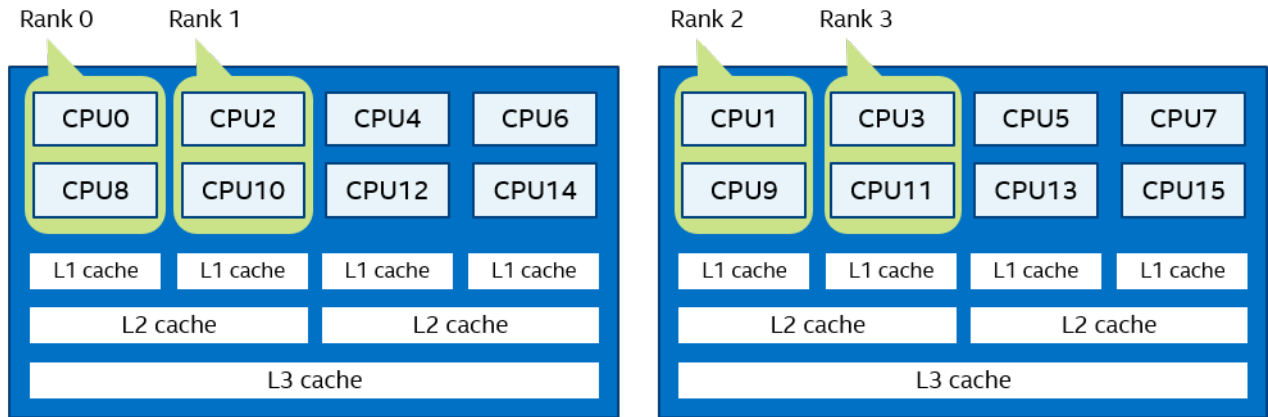 Rank 0 Rank 1 Rank 2 Rank 3
CPU0 CPU2 CPU4 CPU6 CPU1 CPU3 CPU5 CPU7
CPU8 CPU10 CPU12 CPU14 CPU9 CPU11 CPU13 CPU15
L1 cache L1 cache L1 cache L1 cache L1 cache L1 cache L1 cache L1 cache
L2 cache L2 cache L2 cache L2 cache
L3 cache L3 cache